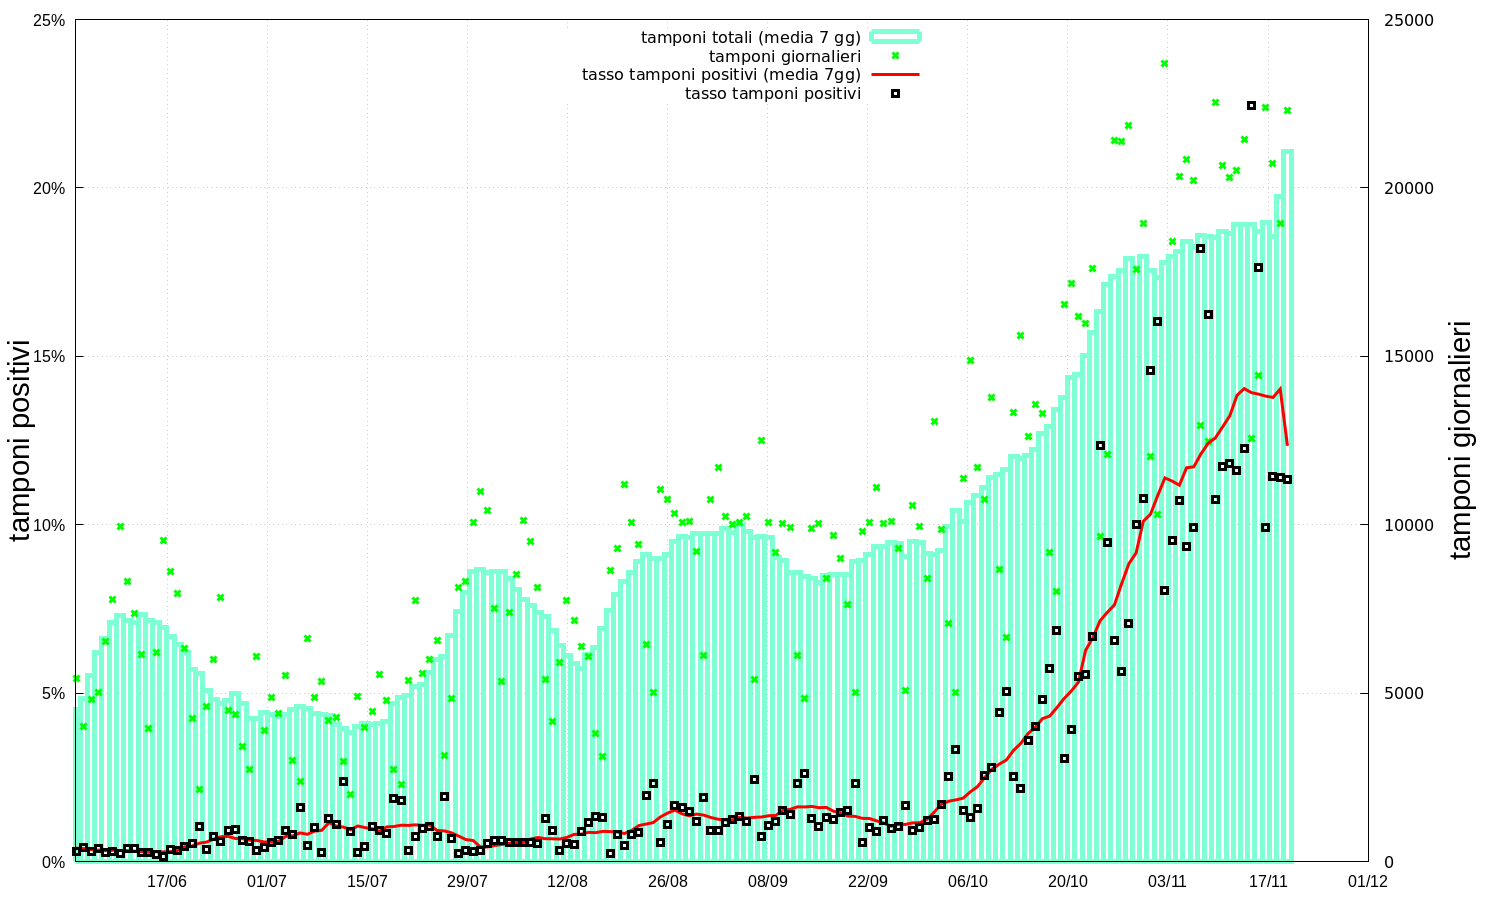 tamponi totali (media 7 gg)
tamponi giornalieri
tasso tamponi positivi (media 7gg)
tasso tamponi positivi
25%
20%
15%
10%
5%
0%
tamponi positivi
25000
20000
15000
10000
5000
0
tamponi giornalieri
17/06 01/07 15/07 29/07 12/08 26/08 08/09 22/09 06/10 20/10 03/11 17/11 01/12